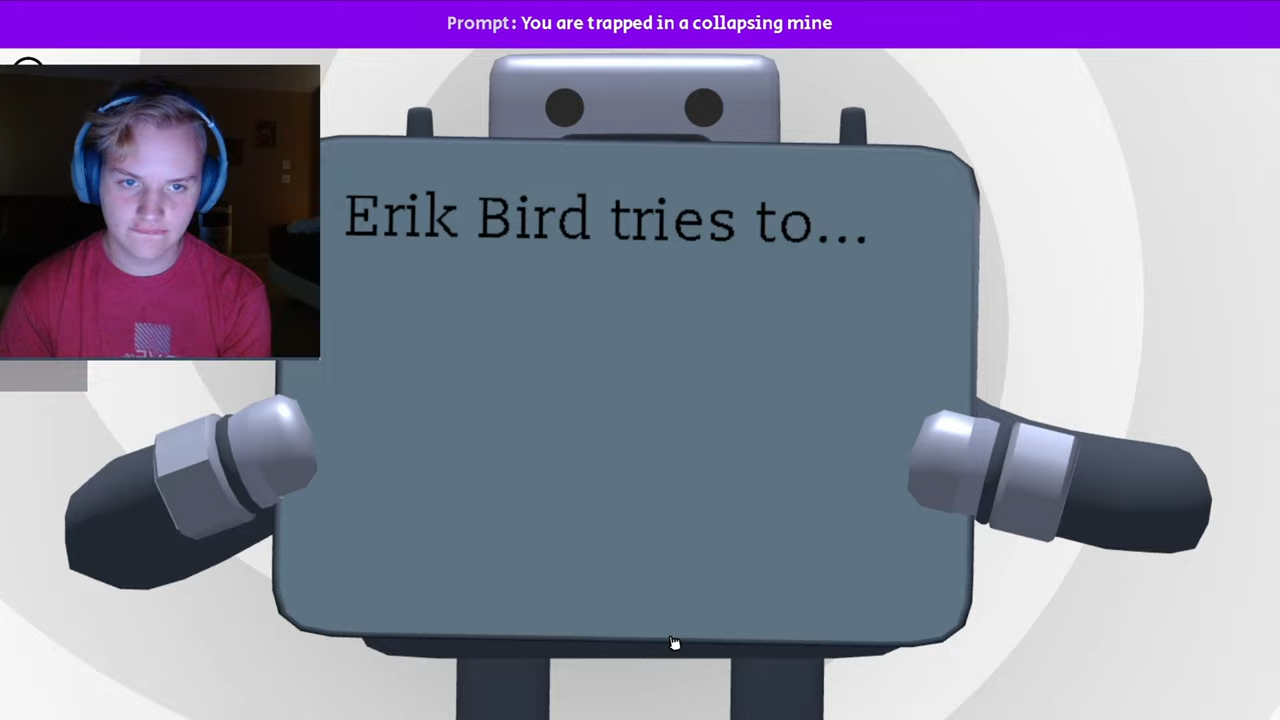 Prompt: You are trapped in a collapsing mine
Erik Bird tries to...